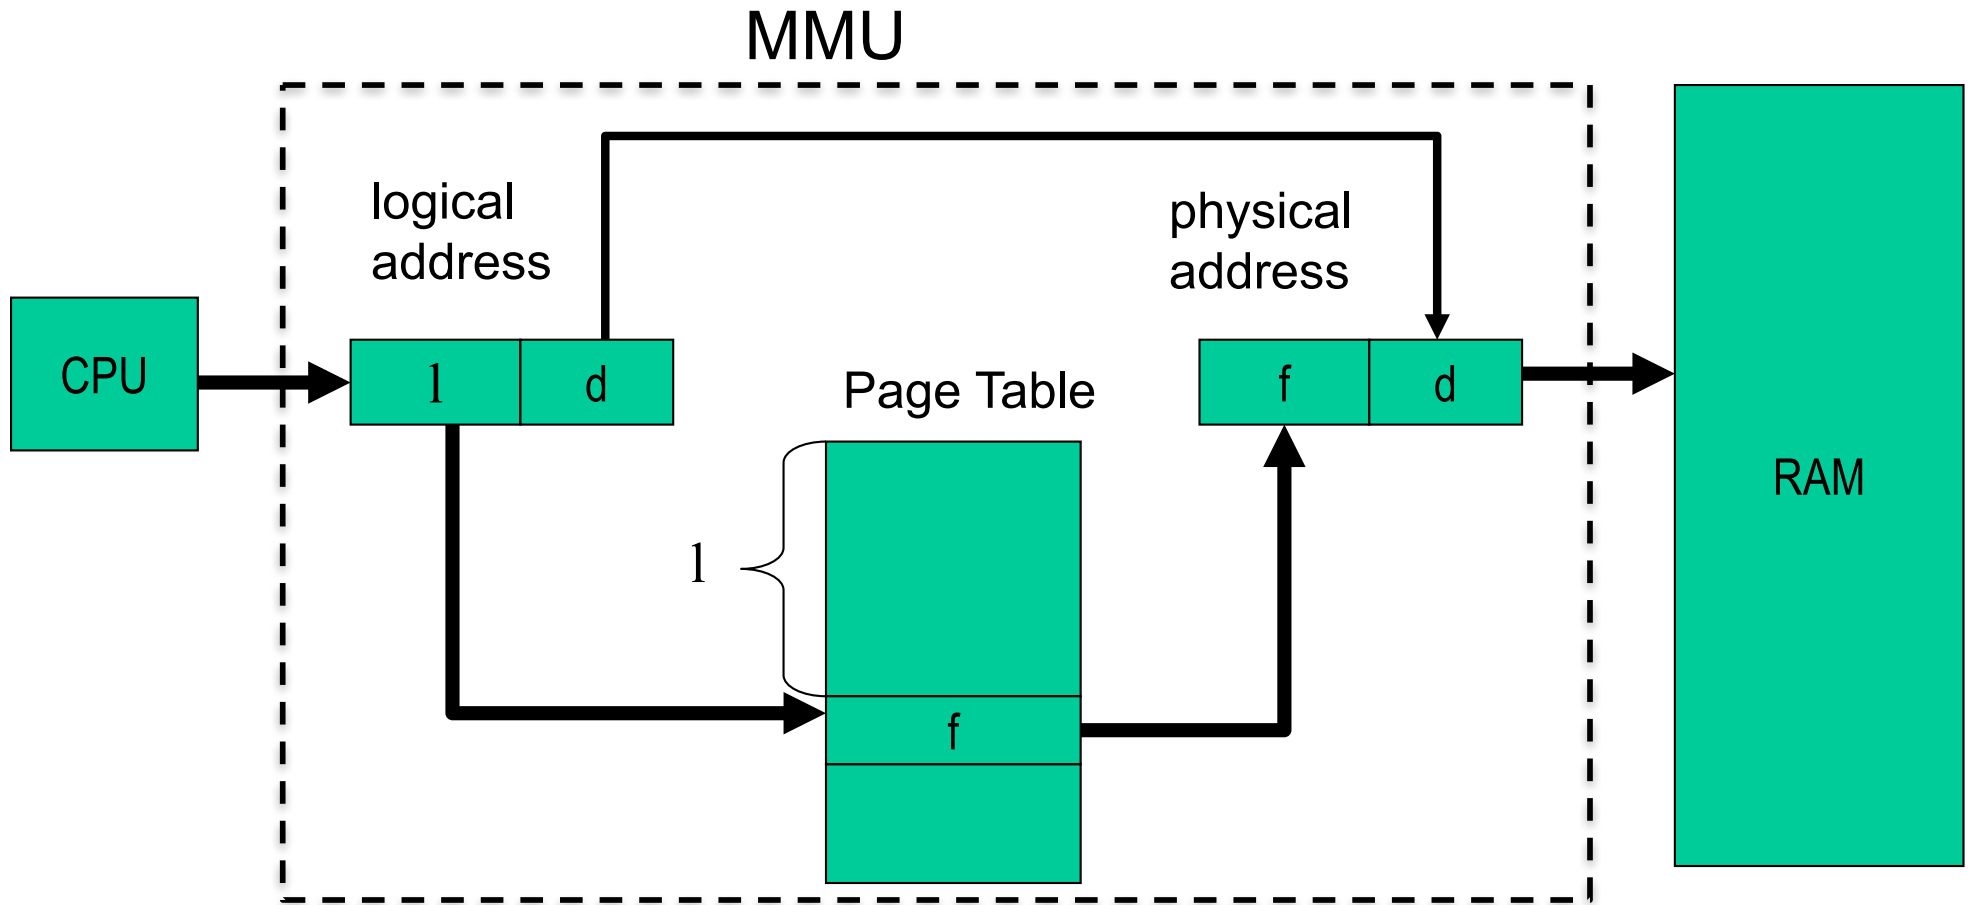 MMU
logical
address
physical
address
CPU
l
d
Page Table
f
d
RAM
l
f